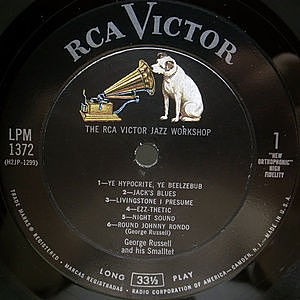 RCA VICTOR
THE RCA VICTOR JAZZ WORKSHOP
LPM
1372
(H2JP-1299)
1
"NEW
ORTHOPHONIC"
HIGH
FIDELITY
1—YE HYPOCRITE, YE BEELZEBUB
2—JACK'S BLUES
3—LIVINGSTONE I PRESUME
4—EZZ-THETIC
5—NIGHT SOUND
6—ROUND JOHNNY RONDO
(George Russell)
George Russell
and his Smalltet
LONG 33⅓ PLAY
TRADE MARKS ® REGISTERED • MARCAS REGISTRADAS • RADIO CORPORATION OF AMERICA — CAMDEN, N.J.